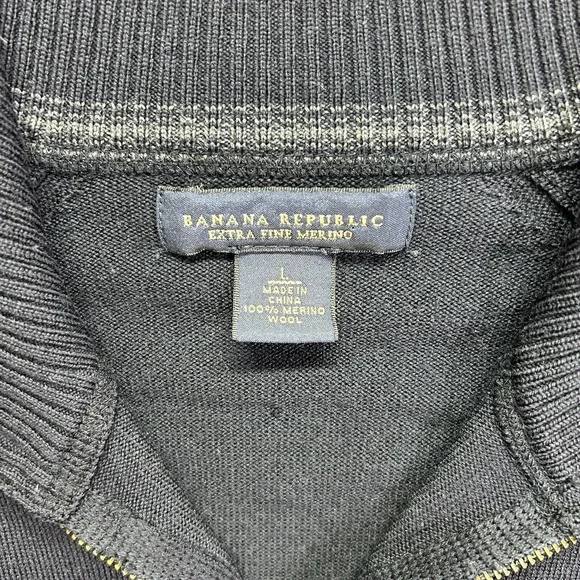 BANANA REPUBLIC
EXTRA FINE MERINO
L
MADE IN
CHINA
100% MERINO
WOOL